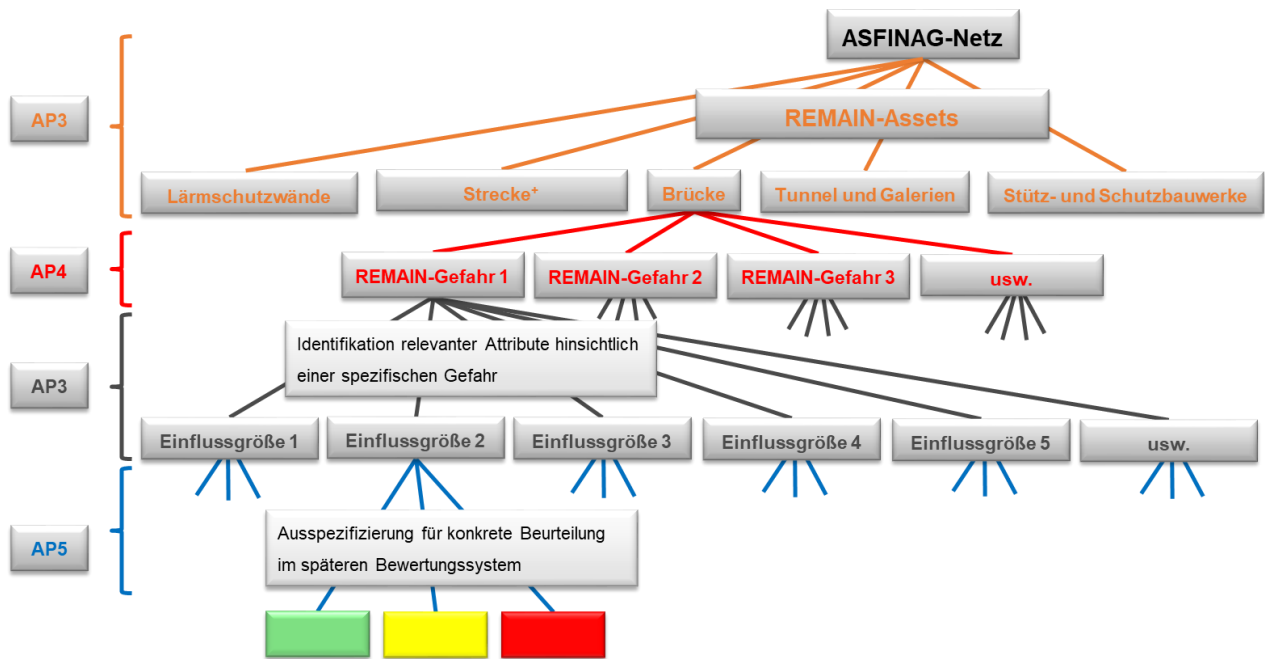 ASFINAG-Netz
AP3
REMAIN-Assets
Lärmschutzwände
Strecke⁺
Brücke
Tunnel und Galerien
Stütz- und Schutzbauwerke
AP4
REMAIN-Gefahr 1
REMAIN-Gefahr 2
REMAIN-Gefahr 3
usw.
AP3
Identifikation relevanter Attribute hinsichtlich
einer spezifischen Gefahr
Einflussgröße 1
Einflussgröße 2
Einflussgröße 3
Einflussgröße 4
Einflussgröße 5
usw.
AP5
Ausspezifizierung für konkrete Beurteilung
im späteren Bewertungssystem